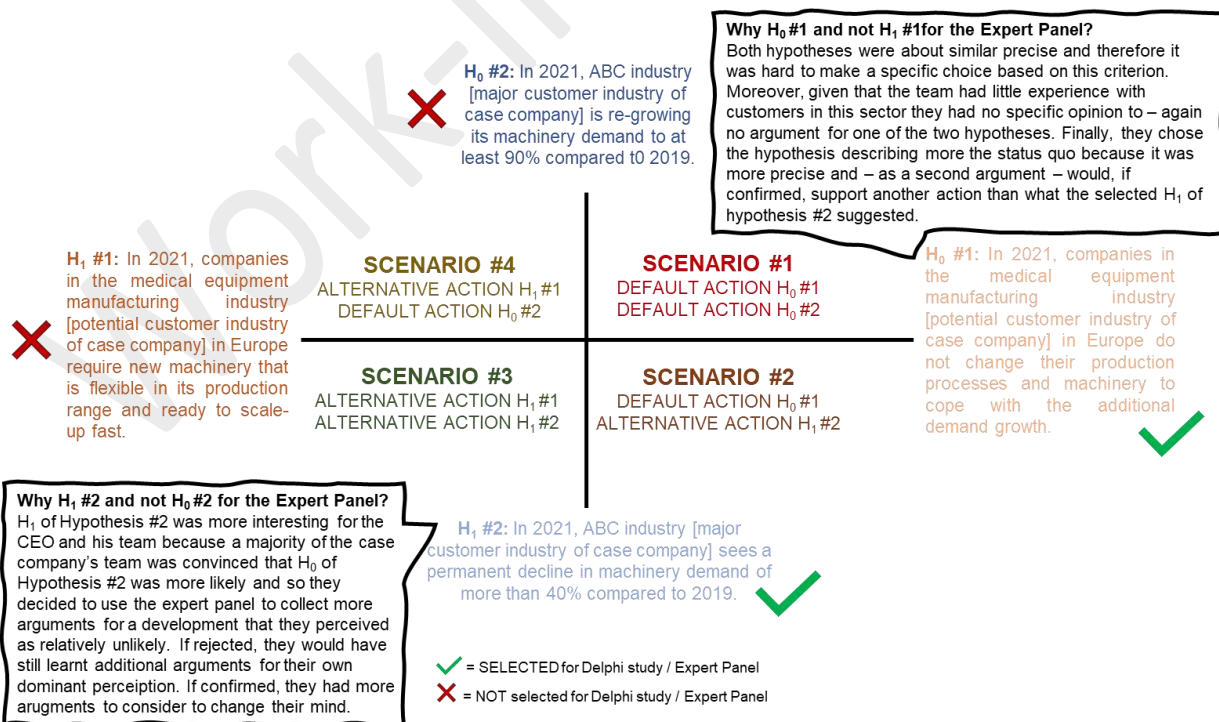 Why H₀ #1 and not H₁ #1for the Expert Panel?
Both hypotheses were about similar precise and therefore it
was hard to make a specific choice based on this criterion.
Moreover, given that the team had little experience with
customers in this sector they had no specific opinion to – again
no argument for one of the two hypotheses. Finally, they chose
the hypothesis describing more the status quo because it was
more precise and – as a second argument – would, if
confirmed, support another action than what the selected H₁ of
hypothesis #2 suggested.
H₀ #2: In 2021, ABC industry
[major customer industry of
case company] is re-growing
its machinery demand to at
least 90% compared t0 2019.
H₁ #1: In 2021, companies
in the medical equipment
manufacturing industry
[potential customer industry
of case company] in Europe
require new machinery that
is flexible in its production
range and ready to scale-
up fast.
SCENARIO #4
ALTERNATIVE ACTION H₁ #1
DEFAULT ACTION H₀ #2
SCENARIO #1
DEFAULT ACTION H₀ #1
DEFAULT ACTION H₀ #2
H₀ #1: In 2021, companies in
the medical equipment
manufacturing industry
[potential customer industry of
case company] in Europe do
not change their production
processes and machinery to
cope with the additional
demand growth.
SCENARIO #3
ALTERNATIVE ACTION H₁ #1
ALTERNATIVE ACTION H₁ #2
SCENARIO #2
DEFAULT ACTION H₀ #1
ALTERNATIVE ACTION H₁ #2
Why H₁ #2 and not H₀ #2 for the Expert Panel?
H₁ of Hypothesis #2 was more interesting for the
CEO and his team because a majority of the case
company's team was convinced that H₀ of
Hypothesis #2 was more likely and so they
decided to use the expert panel to collect more
arguments for a development that they perceived
as relatively unlikely. If rejected, they would have
still learnt additional arguments for their own
dominant perceiption. If confirmed, they had more
arugments to consider to change their mind.
H₁ #2: In 2021, ABC industry [major
customer industry of case company] sees a
permanent decline in machinery demand of
more than 40% compared to 2019.
= SELECTED for Delphi study / Expert Panel
= NOT selected for Delphi study / Expert Panel
Work-I